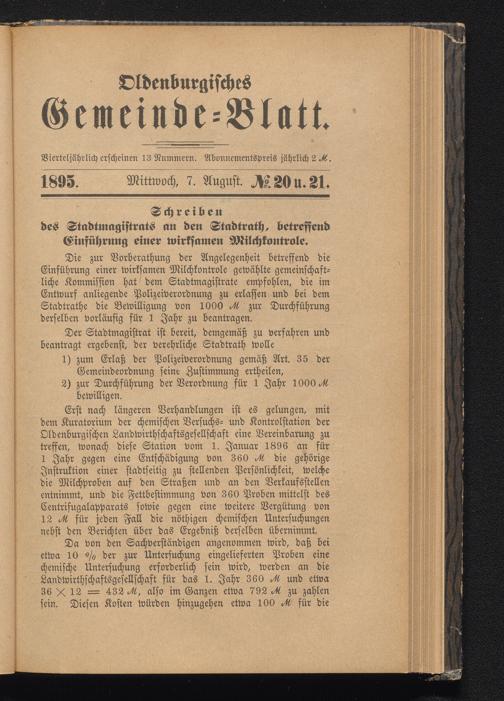 Oldenburgisches
Gemeinde-Blatt.
Vierteljährlich erscheinen 13 Nummern. Abonnementspreis jährlich 2 ℳ.
1895. Mittwoch, 7. August. № 20 u. 21.
Schreiben
des Stadtmagistrats an den Stadtrath, betreffend
Einführung einer wirksamen Milchkontrole.
Die zur Vorberathung der Angelegenheit betreffend die
Einführung einer wirksamen Milchkontrole gewählte gemeinschaft-
liche Kommission hat dem Stadtmagistrate empfohlen, die im
Entwurf anliegende Polizeiverordnung zu erlassen und bei dem
Stadtrathe die Bewilligung von 1000 ℳ zur Durchführung
derselben vorläufig für 1 Jahr zu beantragen.
Der Stadtmagistrat ist bereit, demgemäß zu verfahren und
beantragt ergebenst, der verehrliche Stadtrath wolle
1) zum Erlaß der Polizeiverordnung gemäß Art. 35 der
Gemeindeordnung seine Zustimmung ertheilen,
2) zur Durchführung der Verordnung für 1 Jahr 1000 ℳ
bewilligen.
Erst nach längeren Verhandlungen ist es gelungen, mit
dem Kuratorium der chemischen Versuchs- und Kontrolstation der
Oldenburgischen Landwirthschaftsgesellschaft eine Vereinbarung zu
treffen, wonach diese Station vom 1. Januar 1896 an für
1 Jahr gegen eine Entschädigung von 360 ℳ die gehörige
Instruktion einer stadtseitig zu stellenden Persönlichkeit, welche
die Milchproben auf den Straßen und an den Verkaufsstellen
entnimmt, und die Fettbestimmung von 360 Proben mittelst des
Centrifugalapparats sowie gegen eine weitere Vergütung von
12 ℳ für jeden Fall die nöthigen chemischen Untersuchungen
nebst den Berichten über das Ergebniß derselben übernimmt.
Da von den Sachverständigen angenommen wird, daß bei
etwa 10 % der zur Untersuchung eingelieferten Proben eine
chemische Untersuchung erforderlich sein wird, werden an die
Landwirthschaftsgesellschaft für das 1. Jahr 360 ℳ und etwa
36 × 12 = 432 ℳ, also im Ganzen etwa 792 ℳ zu zahlen
sein. Diesen Kosten würden hinzugehen etwa 100 ℳ für die